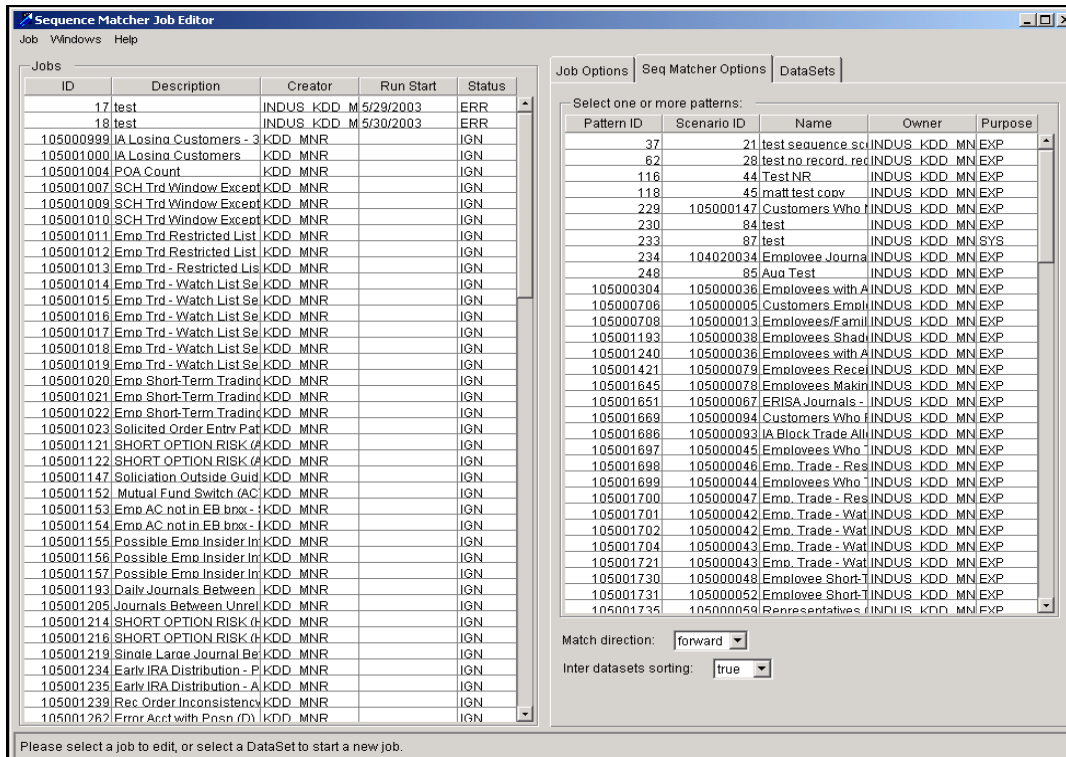 Sequence Matcher Job Editor
Job Windows Help
Jobs
ID Description Creator Run Start Status
17 test INDUS KDD M 5/29/2003 ERR
18 test INDUS KDD M 5/30/2003 ERR
105000999 IA Losing Customers - 3 KDD MNR IGN
105001000 IA Losing Customers KDD MNR IGN
105001004 POA Count KDD MNR IGN
105001007 SCH Trd Window Except KDD MNR IGN
105001009 SCH Trd Window Except KDD MNR IGN
105001010 SCH Trd Window Except KDD MNR IGN
105001011 Emp Trd Restricted List KDD MNR IGN
105001012 Emp Trd Restricted List KDD MNR IGN
105001013 Emp Trd - Restricted Lis KDD MNR IGN
105001014 Emp Trd - Watch List Se KDD MNR IGN
105001015 Emp Trd - Watch List Se KDD MNR IGN
105001016 Emp Trd - Watch List Se KDD MNR IGN
105001017 Emp Trd - Watch List Se KDD MNR IGN
105001018 Emp Trd - Watch List Se KDD MNR IGN
105001019 Emp Trd - Watch List Se KDD MNR IGN
105001020 Emp Short-Term Trading KDD MNR IGN
105001021 Emp Short-Term Trading KDD MNR IGN
105001022 Emp Short-Term Trading KDD MNR IGN
105001023 Solicited Order Entry Pat KDD MNR IGN
105001121 SHORT OPTION RISK (A KDD MNR IGN
105001122 SHORT OPTION RISK (A KDD MNR IGN
105001147 Soliciation Outside Guid KDD MNR IGN
105001152 Mutual Fund Switch (AC KDD MNR IGN
105001153 Emp AC not in EB brxx - KDD MNR IGN
105001154 Emp AC not in EB brxx - KDD MNR IGN
105001155 Possible Emp Insider In KDD MNR IGN
105001156 Possible Emp Insider In KDD MNR IGN
105001157 Possible Emp Insider In KDD MNR IGN
105001193 Daily Journals Between KDD MNR IGN
105001205 Journals Between Unrel KDD MNR IGN
105001214 SHORT OPTION RISK (H KDD MNR IGN
105001216 SHORT OPTION RISK (H KDD MNR IGN
105001219 Single Large Journal Be KDD MNR IGN
105001234 Early IRA Distribution - P KDD MNR IGN
105001235 Early IRA Distribution - A KDD MNR IGN
105001239 Rec Order Inconsistency KDD MNR IGN
105001262 Error Acct with Posn (D) KDD MNR IGN
Job Options Seq Matcher Options DataSets
Select one or more patterns:
Pattern ID Scenario ID Name Owner Purpose
37 21 test sequence sc INDUS KDD MN EXP
62 28 test no record, rec INDUS KDD MN EXP
116 44 Test NR INDUS KDD MN EXP
118 45 matt test copy INDUS KDD MN EXP
229 105000147 Customers Who INDUS KDD MN EXP
230 84 test INDUS KDD MN EXP
233 87 test INDUS KDD MN SYS
234 104020034 Employee Journa INDUS KDD MN EXP
248 85 Aug Test INDUS KDD MN EXP
105000304 105000036 Employees with A INDUS KDD MN EXP
105000706 105000005 Customers Empl INDUS KDD MN EXP
105000708 105000013 Employees/Famil INDUS KDD MN EXP
105001193 105000038 Employees Shad INDUS KDD MN EXP
105001240 105000036 Employees with A INDUS KDD MN EXP
105001421 105000079 Employees Recei INDUS KDD MN EXP
105001645 105000078 Employees Makin INDUS KDD MN EXP
105001651 105000067 ERISA Journals - INDUS KDD MN EXP
105001669 105000094 Customers Who INDUS KDD MN EXP
105001686 105000093 IA Block Trade All INDUS KDD MN EXP
105001697 105000045 Employees Who INDUS KDD MN EXP
105001698 105000046 Emp. Trade - Res INDUS KDD MN EXP
105001699 105000044 Employees Who INDUS KDD MN EXP
105001700 105000047 Emp. Trade - Res INDUS KDD MN EXP
105001701 105000042 Emp. Trade - Wat INDUS KDD MN EXP
105001702 105000042 Emp. Trade - Wat INDUS KDD MN EXP
105001704 105000043 Emp. Trade - Wat INDUS KDD MN EXP
105001721 105000043 Emp. Trade - Wat INDUS KDD MN EXP
105001730 105000048 Employee Short-T INDUS KDD MN EXP
105001731 105000052 Employee Short-T INDUS KDD MN EXP
105001735 105000059 Representatives INDUS KDD MN EXP
Match direction: forward
Inter datasets sorting: true
Please select a job to edit, or select a DataSet to start a new job.